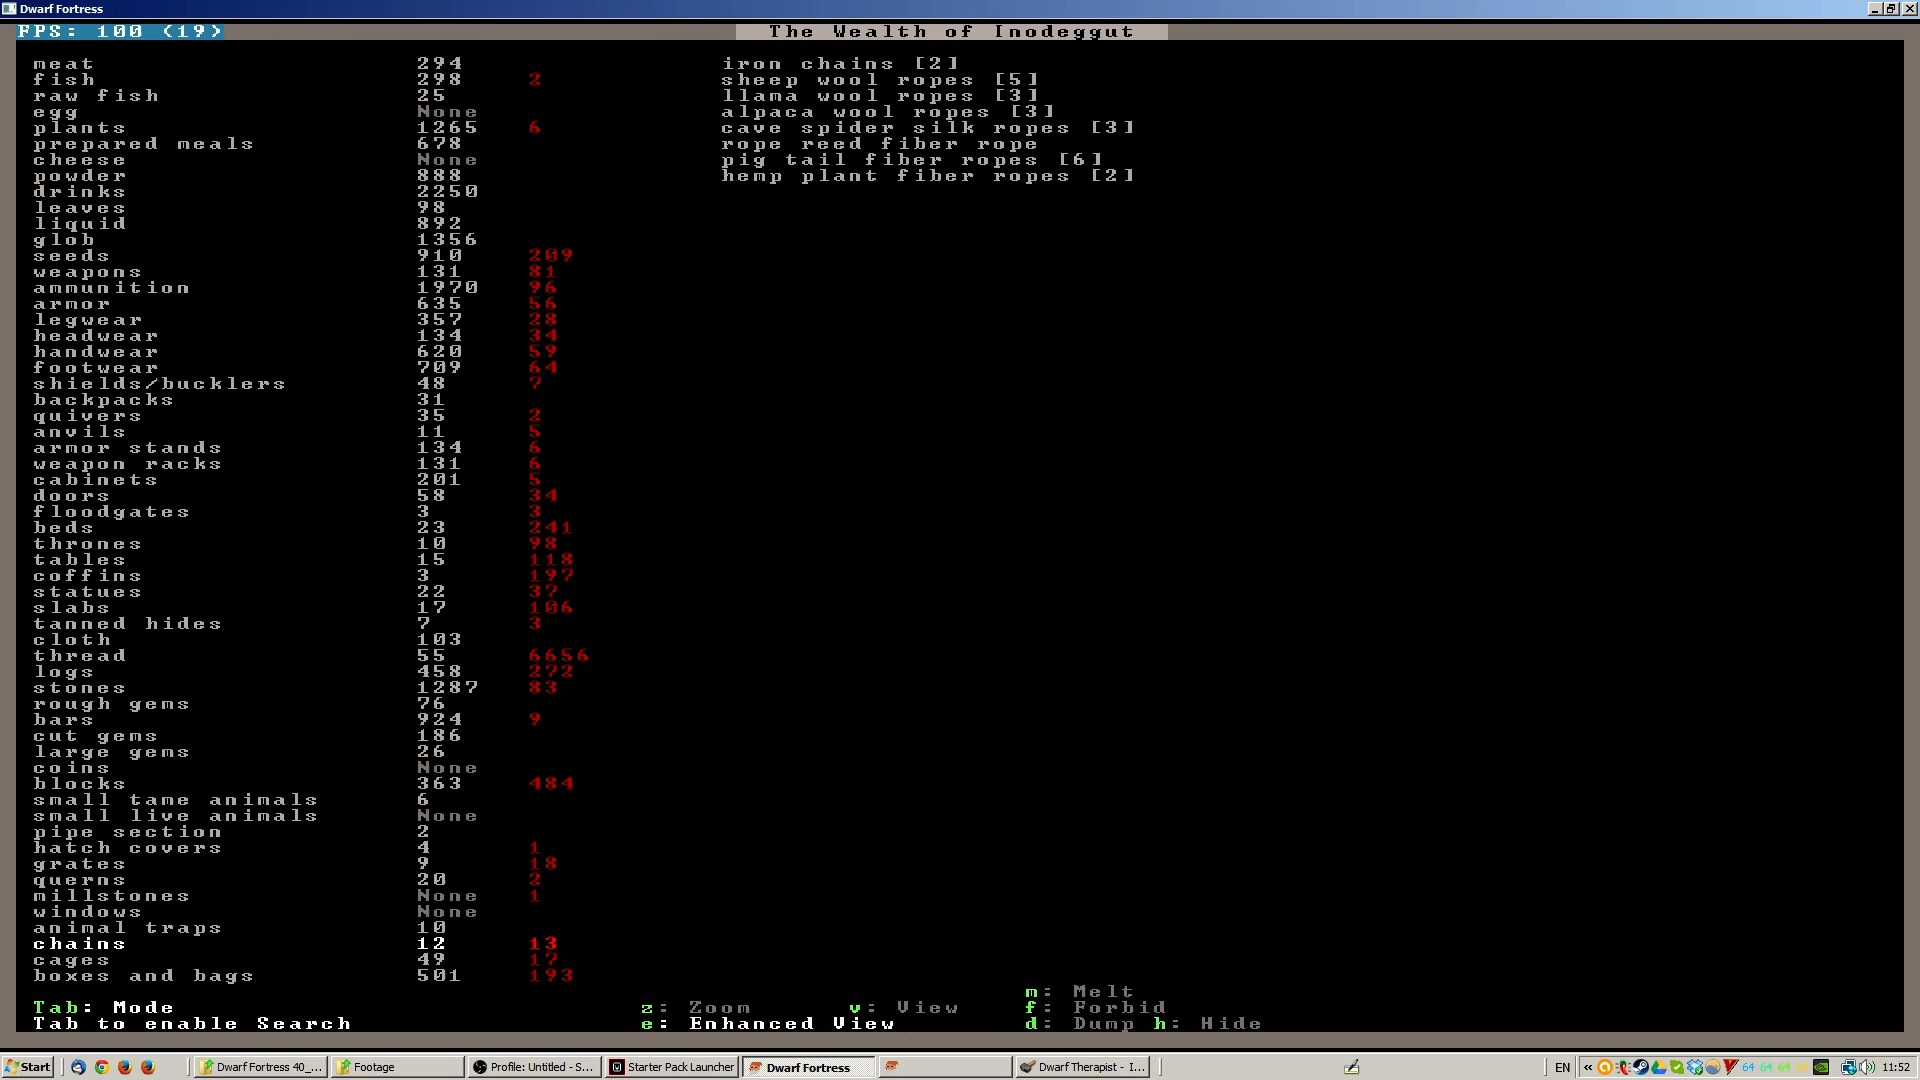 Dwarf Fortress
FPS: 100 (19)
The Wealth of Inodeggut
meat 294
fish 298 2
raw fish 25
egg None
plants 1265 6
prepared meals 678
cheese None
powder 888
drinks 2250
leaves 98
liquid 892
glob 1356
seeds 910 209
weapons 131 81
ammunition 1970 96
armor 635 56
legwear 357 28
headwear 134 34
handwear 620 59
footwear 709 64
shields/bucklers 48 7
backpacks 31
quivers 35 2
anvils 11 5
armor stands 134 6
weapon racks 131 6
cabinets 201 5
doors 58 34
floodgates 3 3
beds 23 241
thrones 10 98
tables 15 118
coffins 3 197
statues 22 37
slabs 17 106
tanned hides 7 3
cloth 103
thread 55 6656
logs 458 272
stones 1287 83
rough gems 76
bars 924 9
cut gems 186
large gems 26
coins None
blocks 363 484
small tame animals 6
small live animals None
pipe section 2
hatch covers 4 1
grates 9 18
querns 20 2
millstones None 1
windows None
animal traps 10
chains 12 13
cages 49 17
boxes and bags 501 193
iron chains [2]
sheep wool ropes [5]
llama wool ropes [3]
alpaca wool ropes [3]
cave spider silk ropes [3]
rope reed fiber rope
pig tail fiber ropes [6]
hemp plant fiber ropes [2]
m: Melt
Tab: Mode z: Zoom v: View f: Forbid
Tab to enable Search e: Enhanced View d: Dump h: Hide
Start Dwarf Fortress 40_... Footage Profile: Untitled - S... Starter Pack Launcher Dwarf Fortress Dwarf Therapist - I... EN « 64 64 64 64 11:52